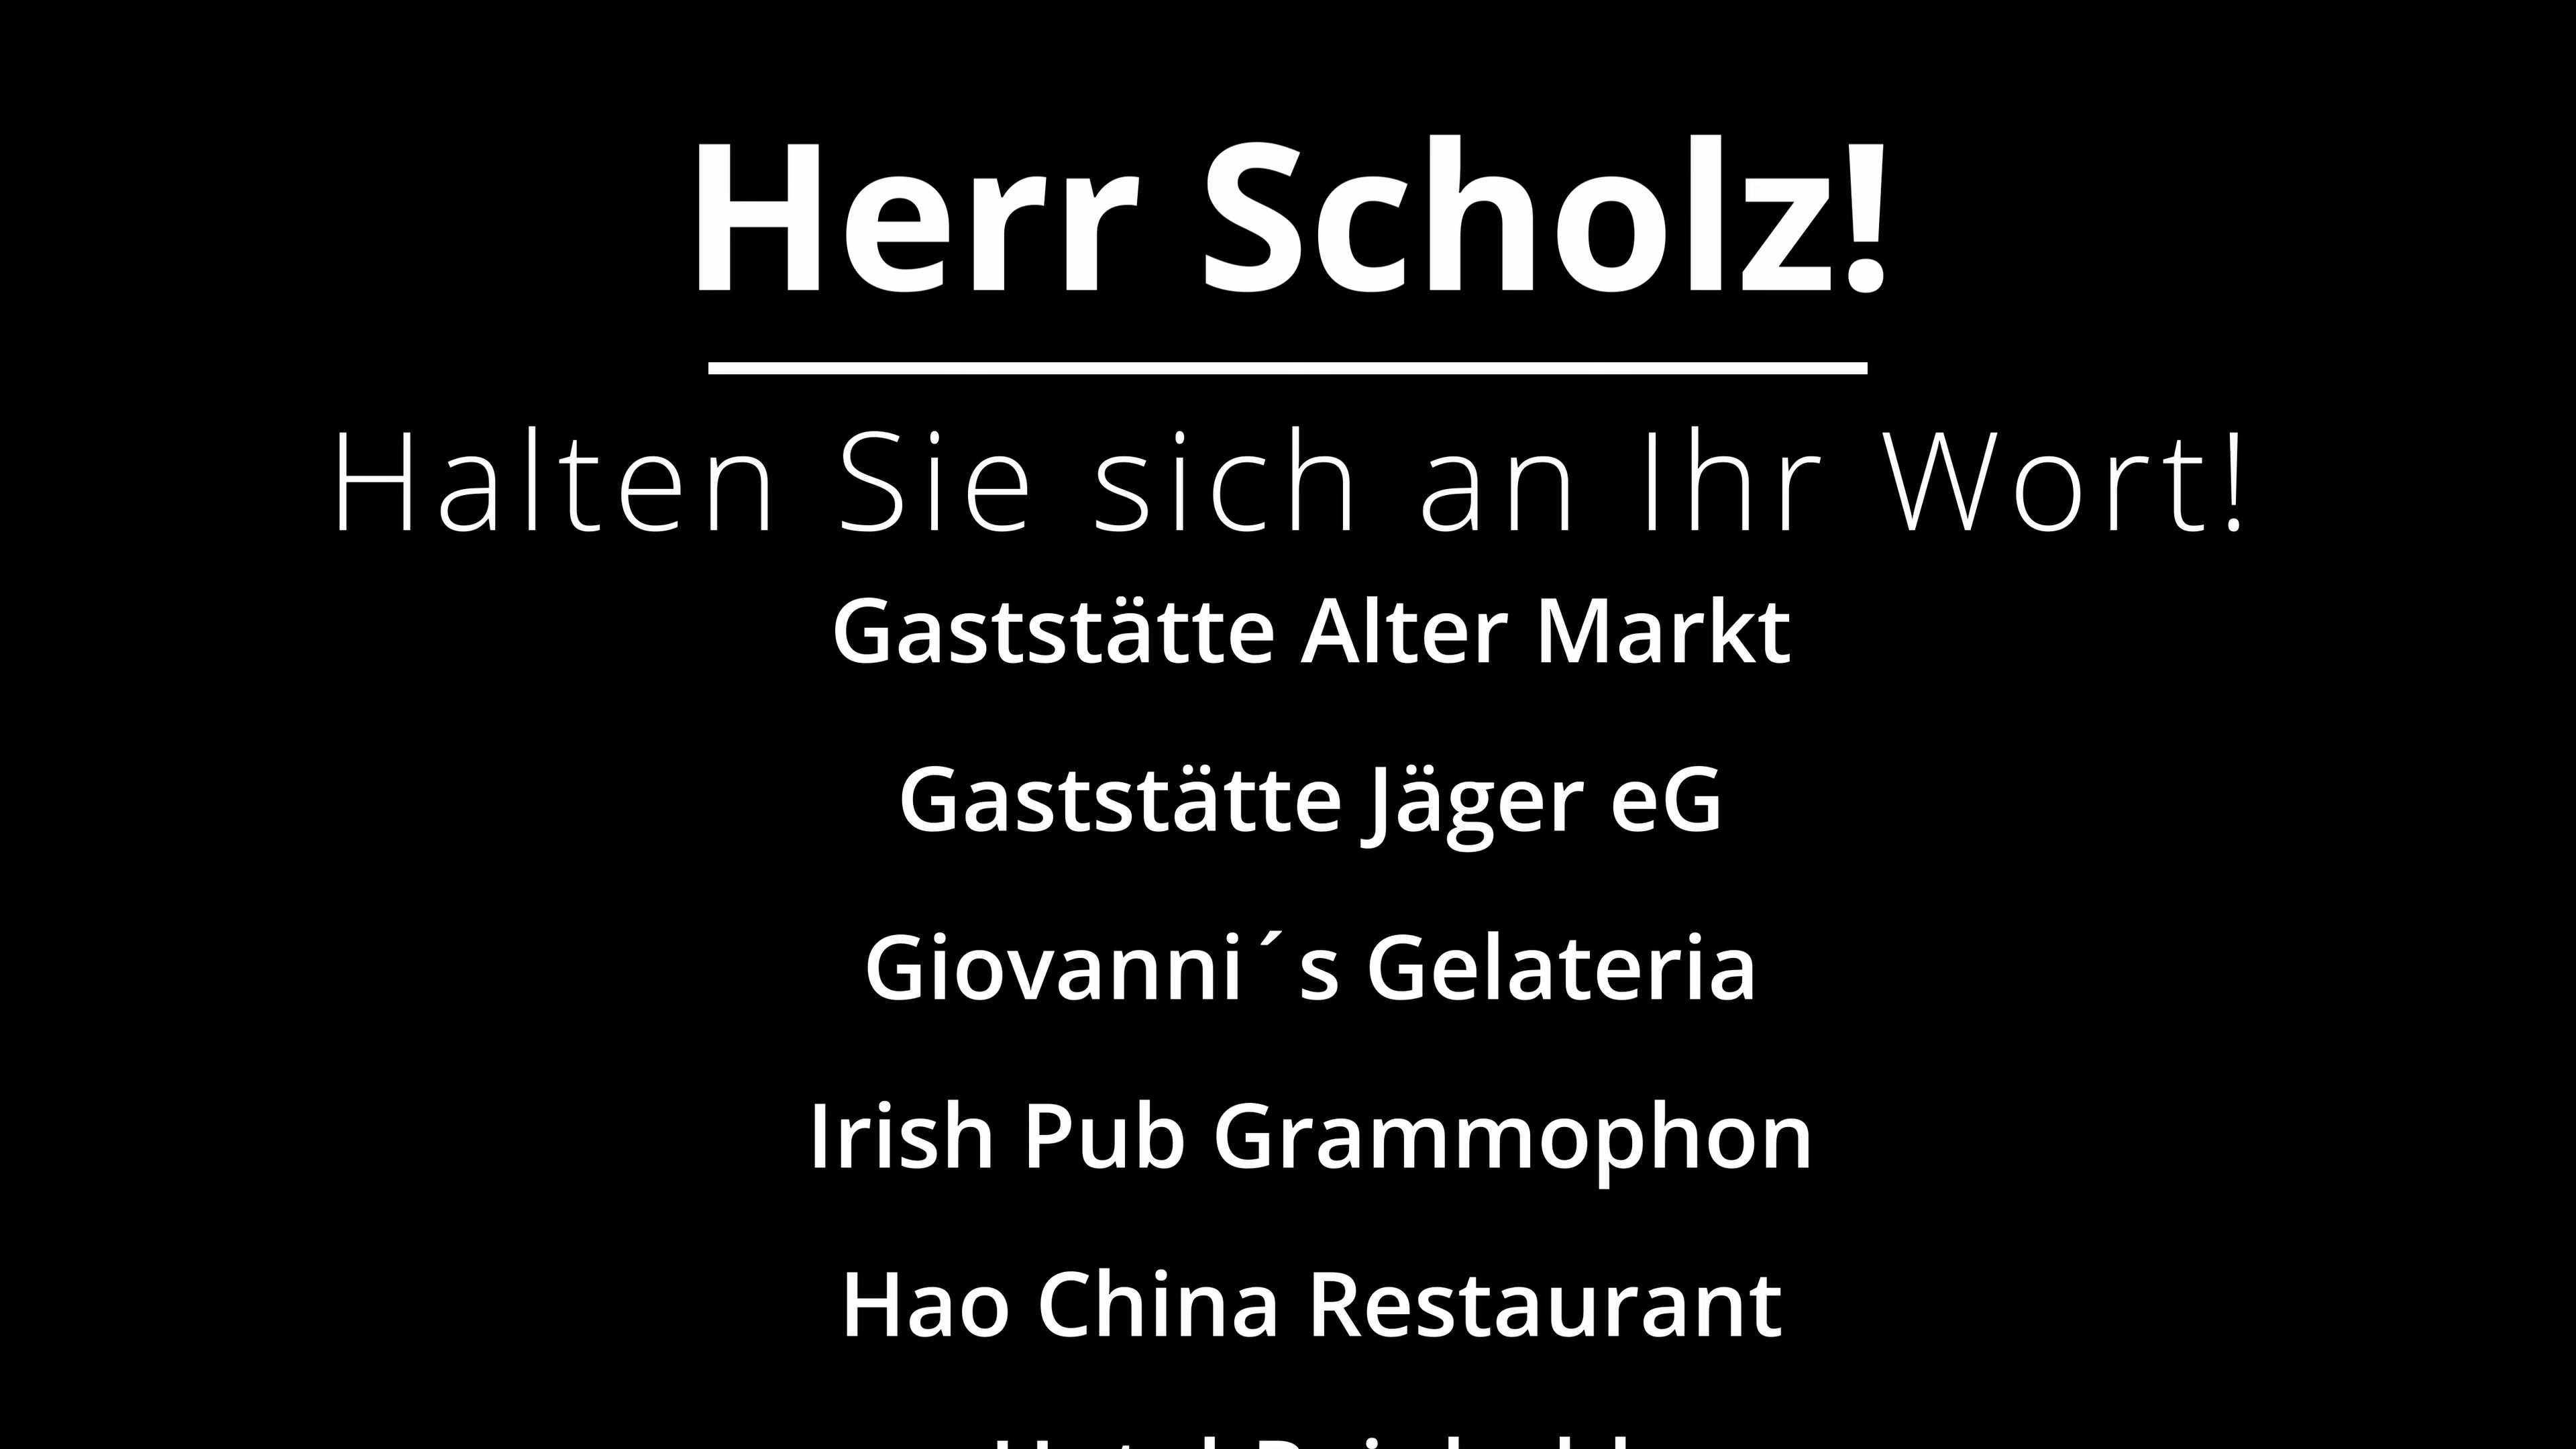 Herr Scholz!
Halten Sie sich an Ihr Wort!
Gaststätte Alter Markt
Gaststätte Jäger eG
Giovanni´s Gelateria
Irish Pub Grammophon
Hao China Restaurant
Hotel